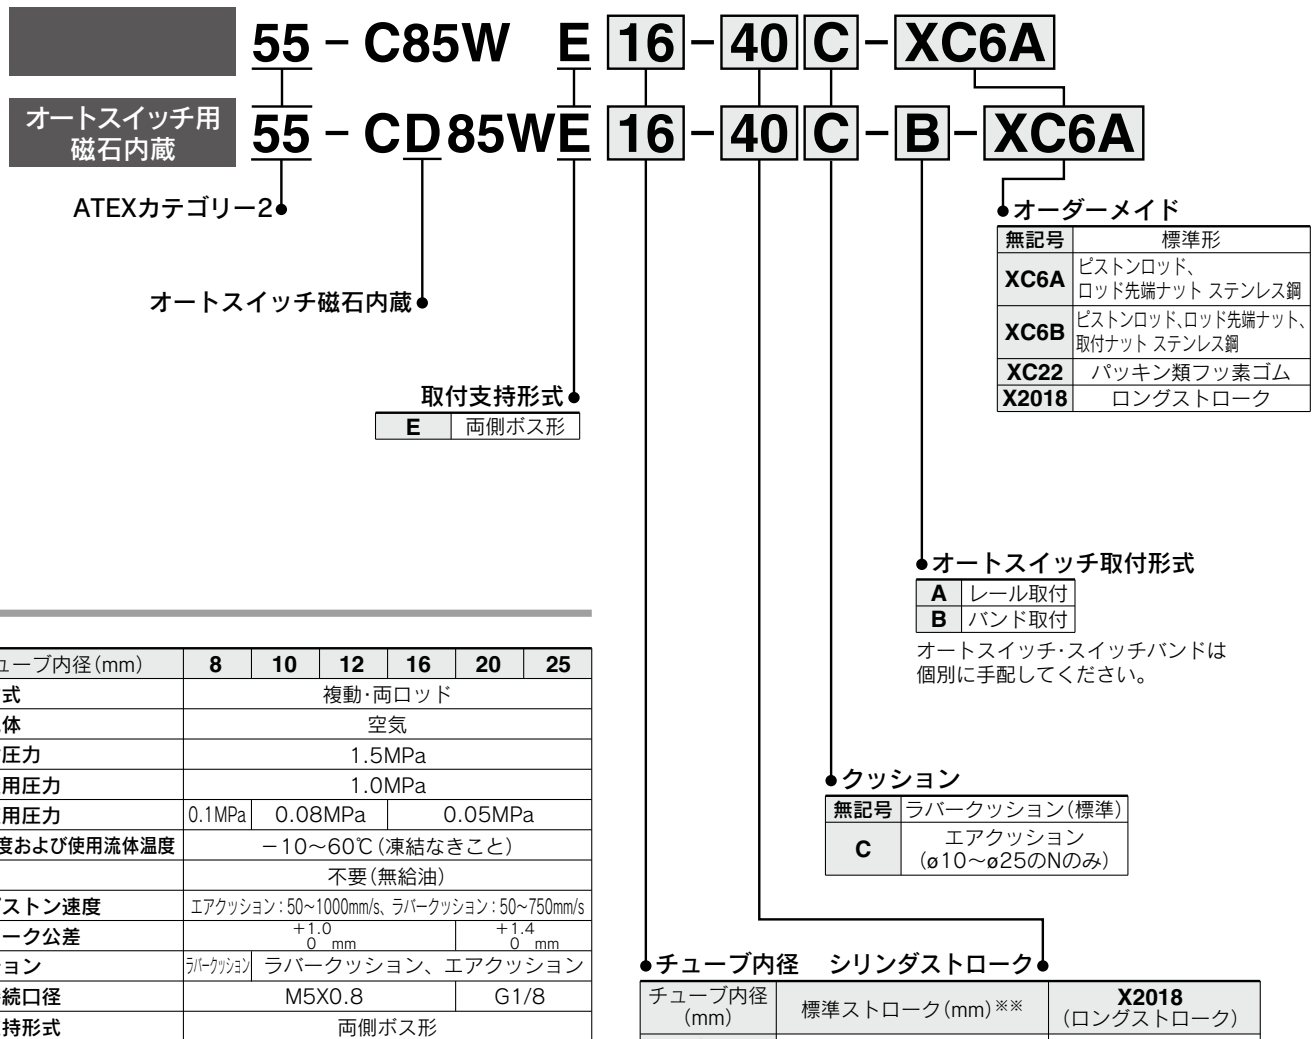 55 - C85W E 16 - 40 C - XC6A
オートスイッチ用
磁石内蔵
55 - CD85WE 16 - 40 C - B - XC6A
ATEXカテゴリー2
オートスイッチ磁石内蔵
取付支持形式
E 両側ボス形
オーダーメイド
無記号 標準形
XC6A ピストンロッド、
ロッド先端ナット ステンレス鋼
XC6B ピストンロッド、ロッド先端ナット、
取付ナット ステンレス鋼
XC22 パッキン類フッ素ゴム
X2018 ロングストローク
オートスイッチ取付形式
A レール取付
B バンド取付
オートスイッチ・スイッチバンドは
個別に手配してください。
クッション
無記号 ラバークッション(標準)
C エアクッション
(ø10~ø25のNのみ)
チューブ内径 シリンダストローク
チューブ内径
(mm) 標準ストローク(mm)※※ X2018
(ロングストローク)
ューブ内径(mm) 8 10 12 16 20 25
式 複動・両ロッド
体 空気
圧力 1.5MPa
用圧力 1.0MPa
用圧力 0.1MPa 0.08MPa 0.05MPa
度および使用流体温度 −10~60℃(凍結なきこと)
不要(無給油)
ストン速度 エアクッション:50~1000mm/s、ラバークッション:50~750mm/s
ーク公差 +1.0 0 mm +1.4 0 mm
ョン ラバークッション ラバークッション、エアクッション
続口径 M5X0.8 G1/8
持形式 両側ボス形